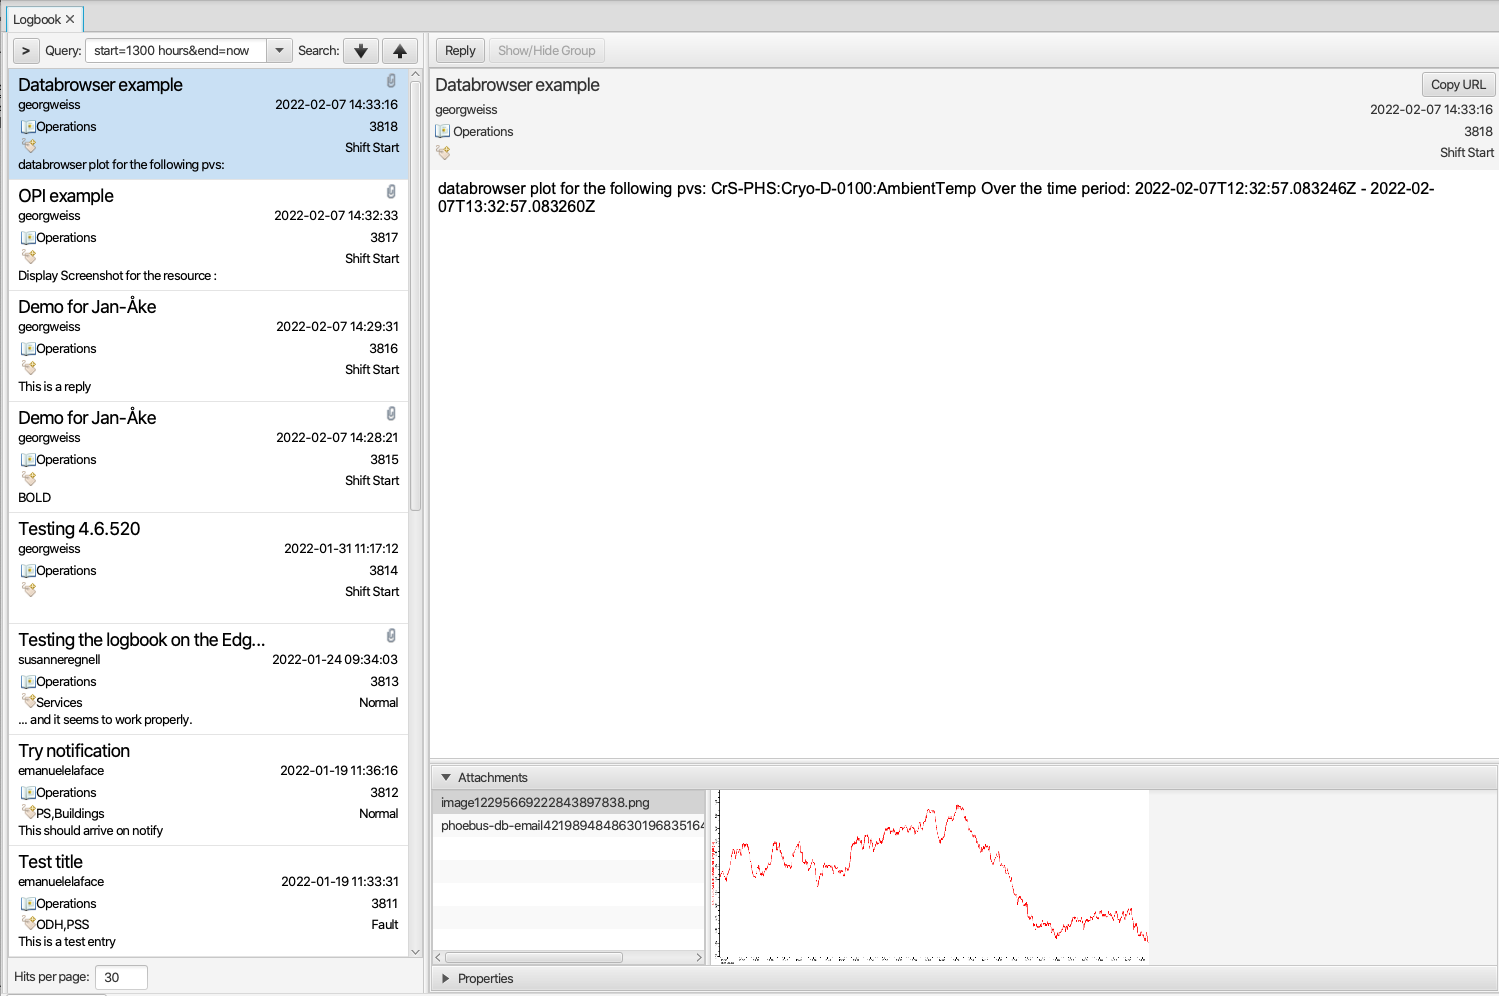 Logbook
> Query: start=1300 hours&end=now Search:
Databrowser example
georgweiss 2022-02-07 14:33:16
Operations 3818
Shift Start
databrowser plot for the following pvs:
OPI example
georgweiss 2022-02-07 14:32:33
Operations 3817
Shift Start
Display Screenshot for the resource :
Demo for Jan-Åke
georgweiss 2022-02-07 14:29:31
Operations 3816
Shift Start
This is a reply
Demo for Jan-Åke
georgweiss 2022-02-07 14:28:21
Operations 3815
Shift Start
BOLD
Testing 4.6.520
georgweiss 2022-01-31 11:17:12
Operations 3814
Shift Start
Testing the logbook on the Edg...
susanneregnell 2022-01-24 09:34:03
Operations 3813
Services Normal
... and it seems to work properly.
Try notification
emanuelelaface 2022-01-19 11:36:16
Operations 3812
PS,Buildings Normal
This should arrive on notify
Test title
emanuelelaface 2022-01-19 11:33:31
Operations 3811
ODH,PSS Fault
This is a test entry
Hits per page: 30
Reply Show/Hide Group
Databrowser example Copy URL
georgweiss 2022-02-07 14:33:16
Operations 3818
Shift Start
databrowser plot for the following pvs: CrS-PHS:Cryo-D-0100:AmbientTemp Over the time period: 2022-02-07T12:32:57.083246Z - 2022-02-
07T13:32:57.083260Z
Attachments
image12295669222843897838.png
phoebus-db-email4219894848630196835164
Properties